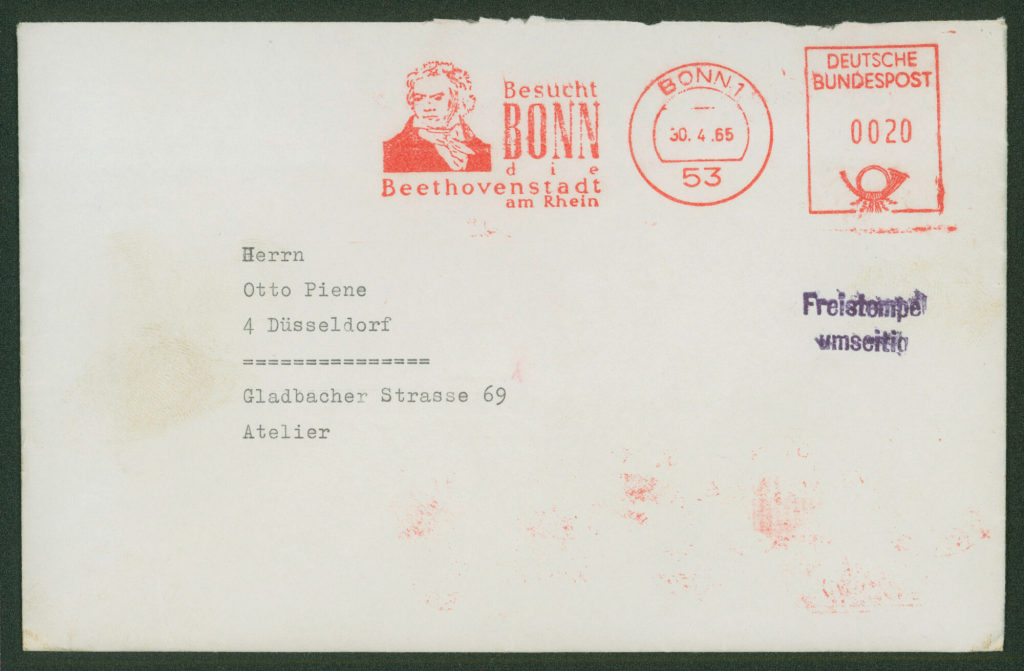 Besucht
BONN
die
Beethovenstadt
am Rhein
BONN 1
30. 4.65
53
DEUTSCHE
BUNDESPOST
0020
Herrn
Otto Piene
4 Düsseldorf
===============
Gladbacher Strasse 69
Atelier
Freistempel
umseitig